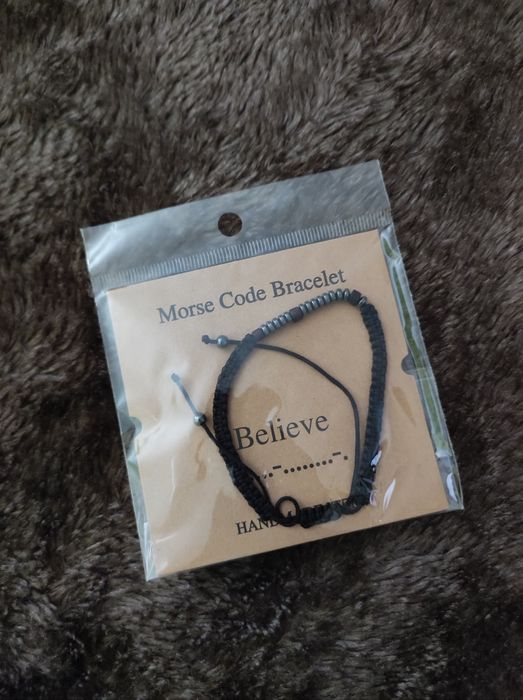 Morse Code Bracelet
Believe
..-........-.